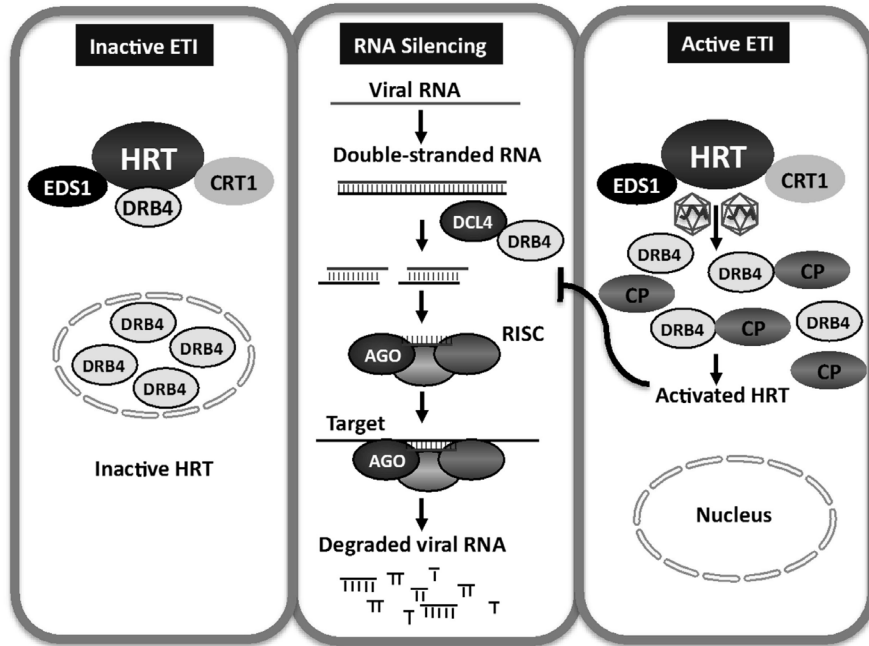 Inactive ETI
HRT
EDS1
CRT1
DRB4
DRB4
DRB4
DRB4
DRB4
Inactive HRT
RNA Silencing
Viral RNA
Double-stranded RNA
DCL4
DRB4
RISC
AGO
Target
AGO
Degraded viral RNA
Active ETI
HRT
EDS1
CRT1
DRB4
DRB4
CP
CP
DRB4
CP
DRB4
CP
Activated HRT
Nucleus